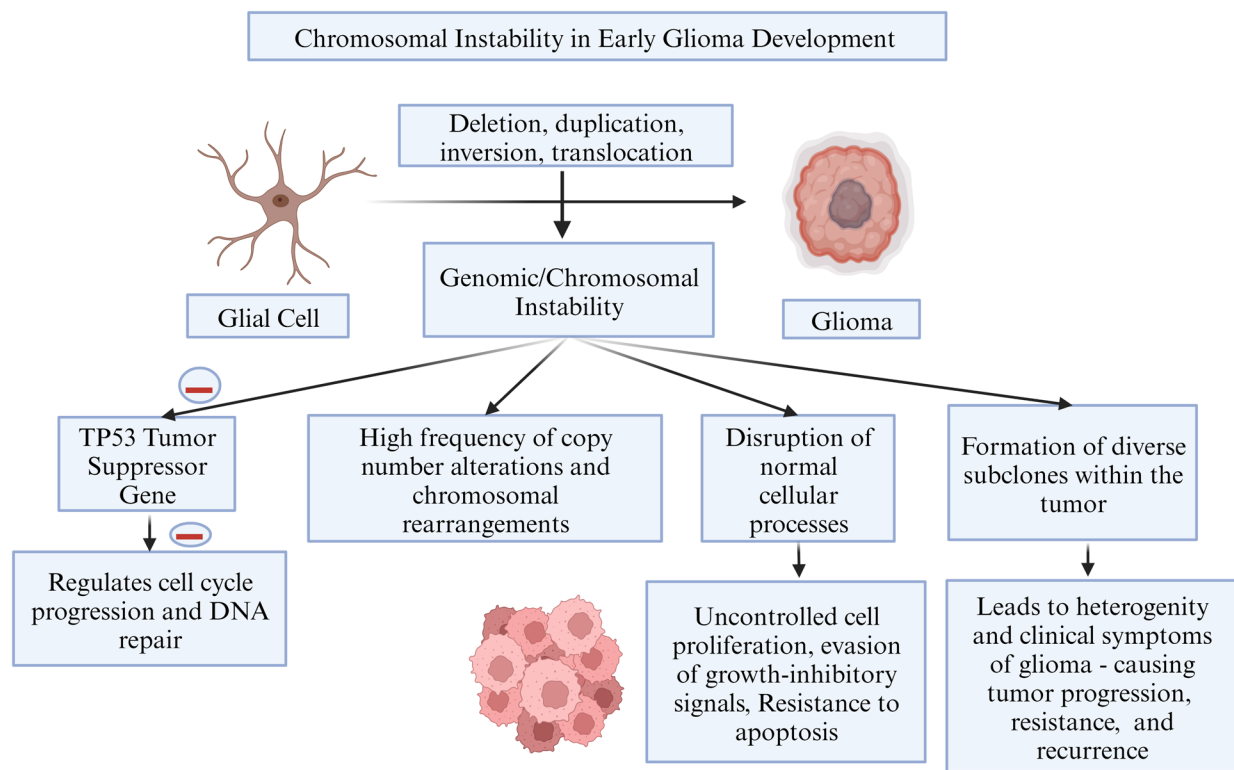 Chromosomal Instability in Early Glioma Development
Deletion, duplication,
inversion, translocation
Genomic/Chromosomal
Instability
Glial Cell
Glioma
TP53 Tumor
Suppressor
Gene
High frequency of copy
number alterations and
chromosomal
rearrangements
Disruption of
normal
cellular
processes
Formation of diverse
subclones within the
tumor
Regulates cell cycle
progression and DNA
repair
Uncontrolled cell
proliferation, evasion
of growth-inhibitory
signals, Resistance to
apoptosis
Leads to heterogenity
and clinical symptoms
of glioma - causing
tumor progression,
resistance, and
recurrence